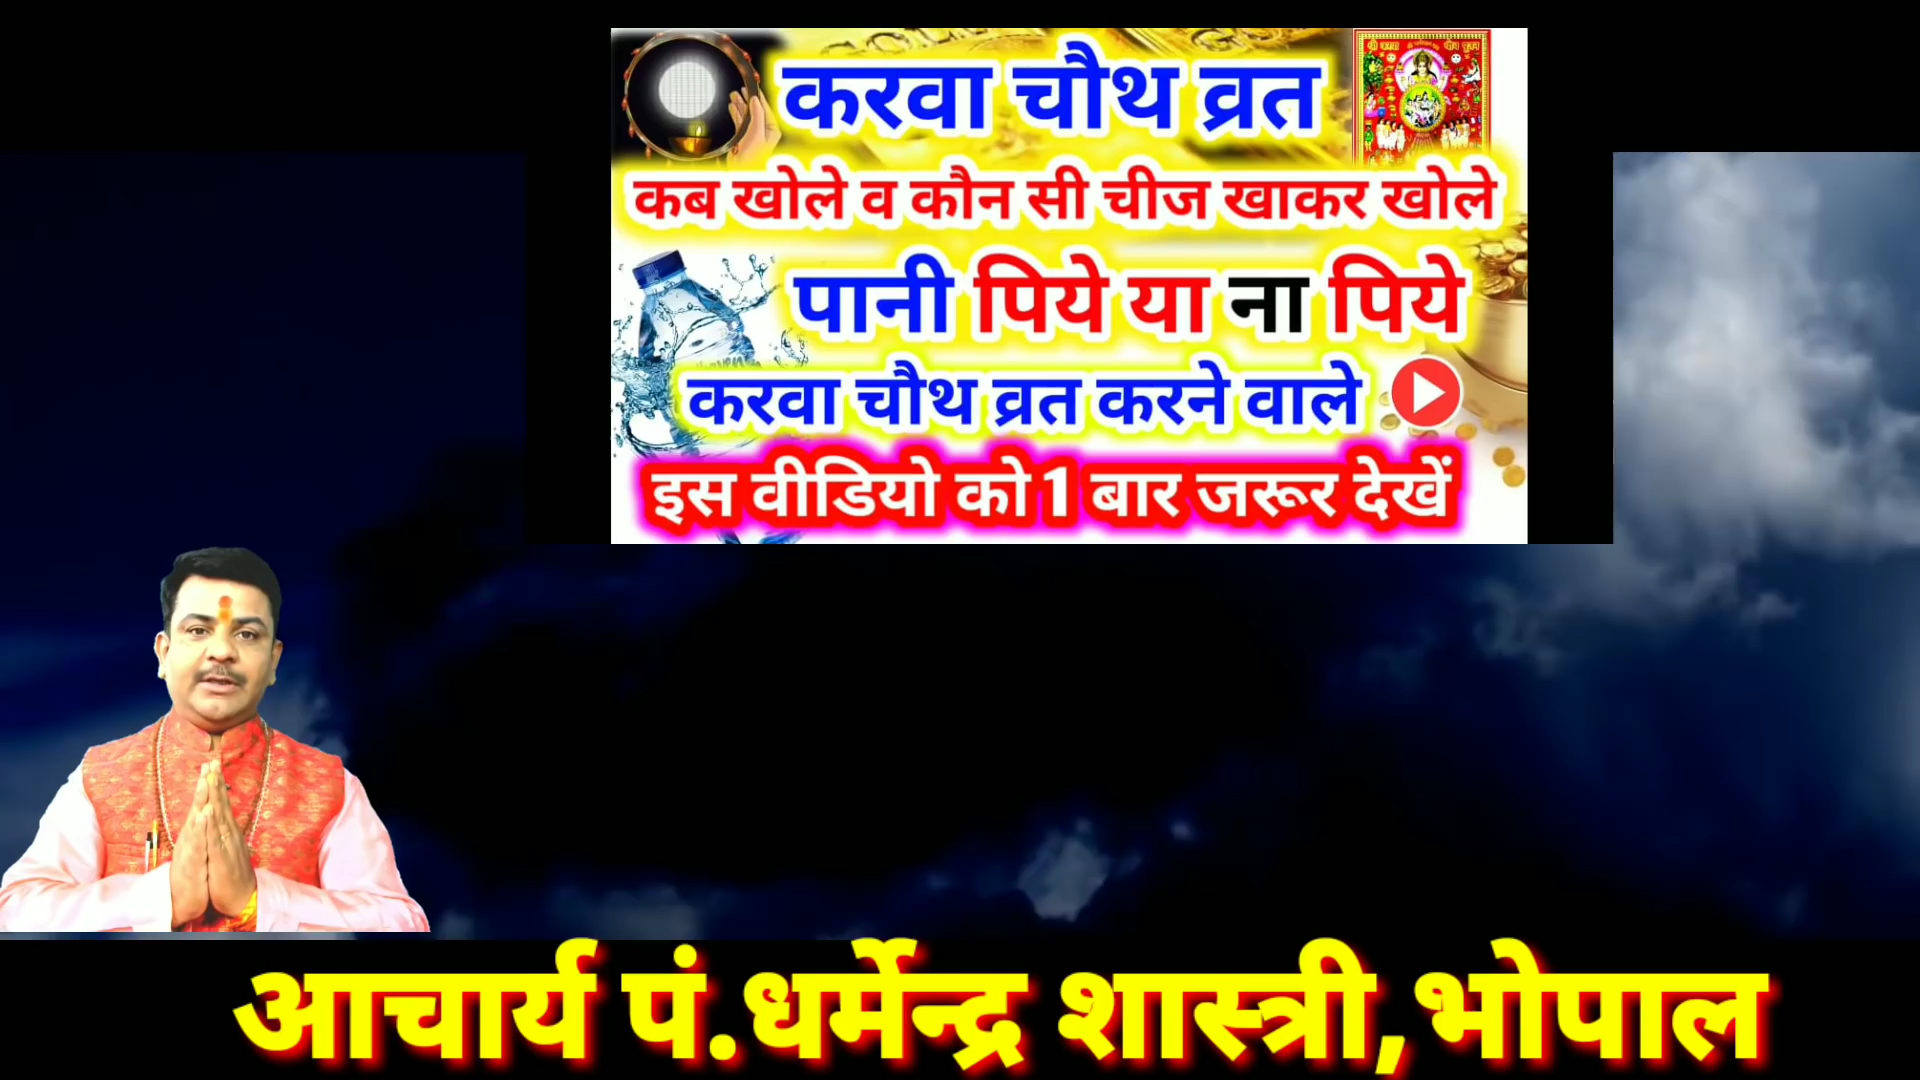 करवा चौथ व्रत
कब खोले व कौन सी चीज खाकर खोले
पानी पिये या ना पिये
करवा चौथ व्रत करने वाले
इस वीडियो को 1 बार जरूर देखें
आचार्य पं.धर्मेन्द्र शास्त्री,भोपाल